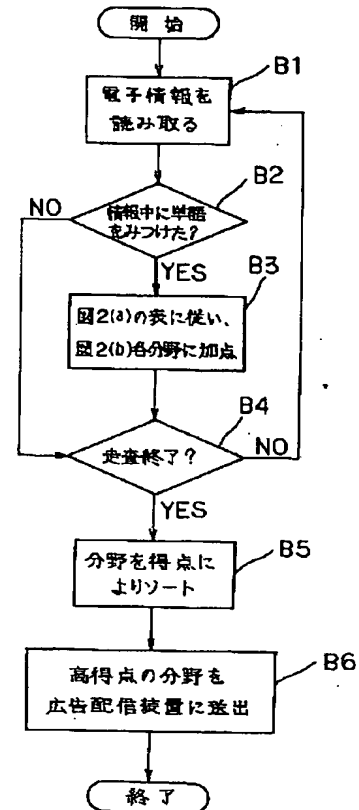 開始
B1
電子情報を
読み取る
B2
NO
情報中に単語
をみつけた?
YES
B3
図2(a)の表に従い、
図2(b)各分野に加点
B4
走査終了?
NO
YES
B5
分野を得点に
よりソート
B6
高得点の分野を
広告配信装置に送出
終了